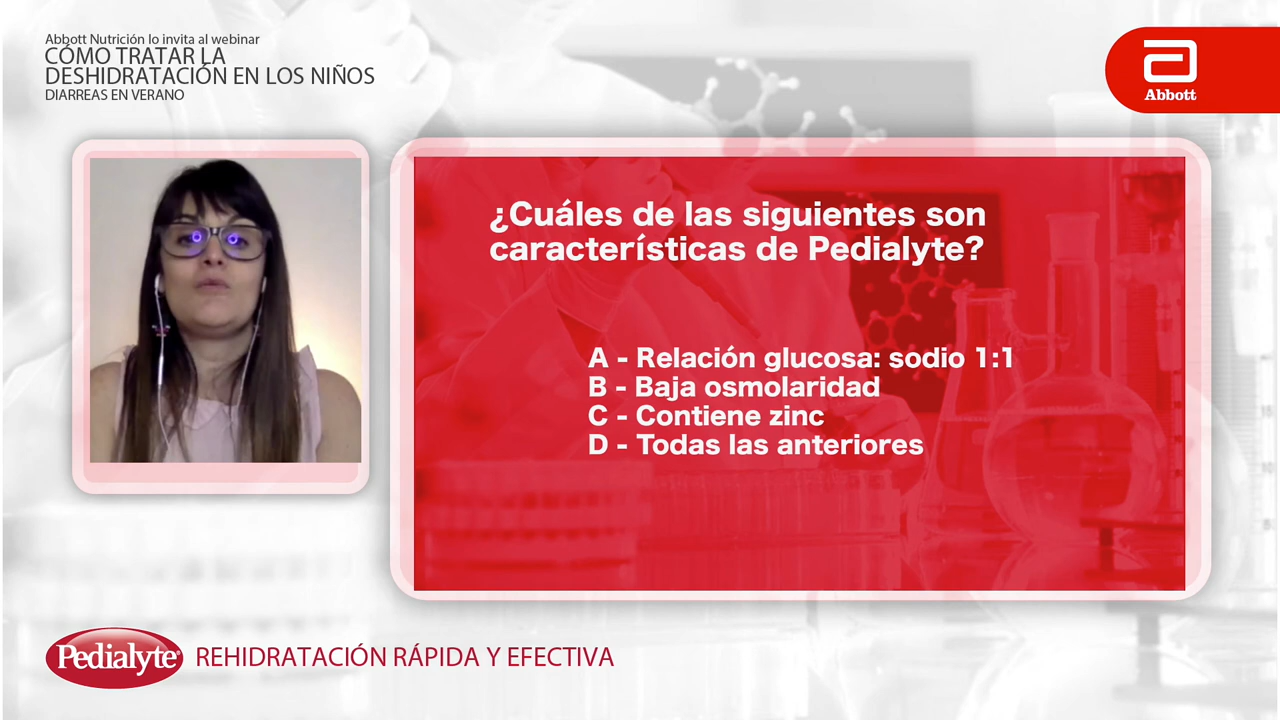 Abbott Nutrición lo invita al webinar
CÓMO TRATAR LA
DESHIDRATACIÓN EN LOS NIÑOS
DIARREAS EN VERANO
Abbott
¿Cuáles de las siguientes son
características de Pedialyte?
A - Relación glucosa: sodio 1:1
B - Baja osmolaridad
C - Contiene zinc
D - Todas las anteriores
Pedialyte®
REHIDRATACIÓN RÁPIDA Y EFECTIVA